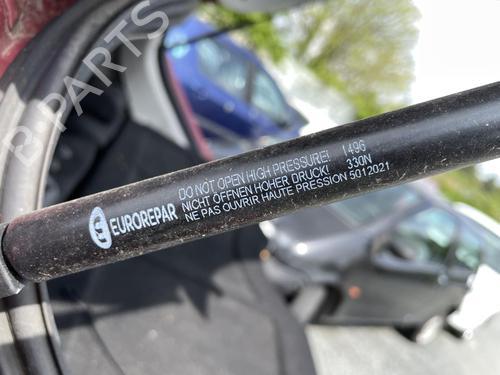 EUROREPAR
DO NOT OPEN HIGH PRESSURE! 1496
NICHT ÖFFNEN HOHER DRUCK! 330N
NE PAS OUVRIR HAUTE PRESSION 5012021
B-PARTS